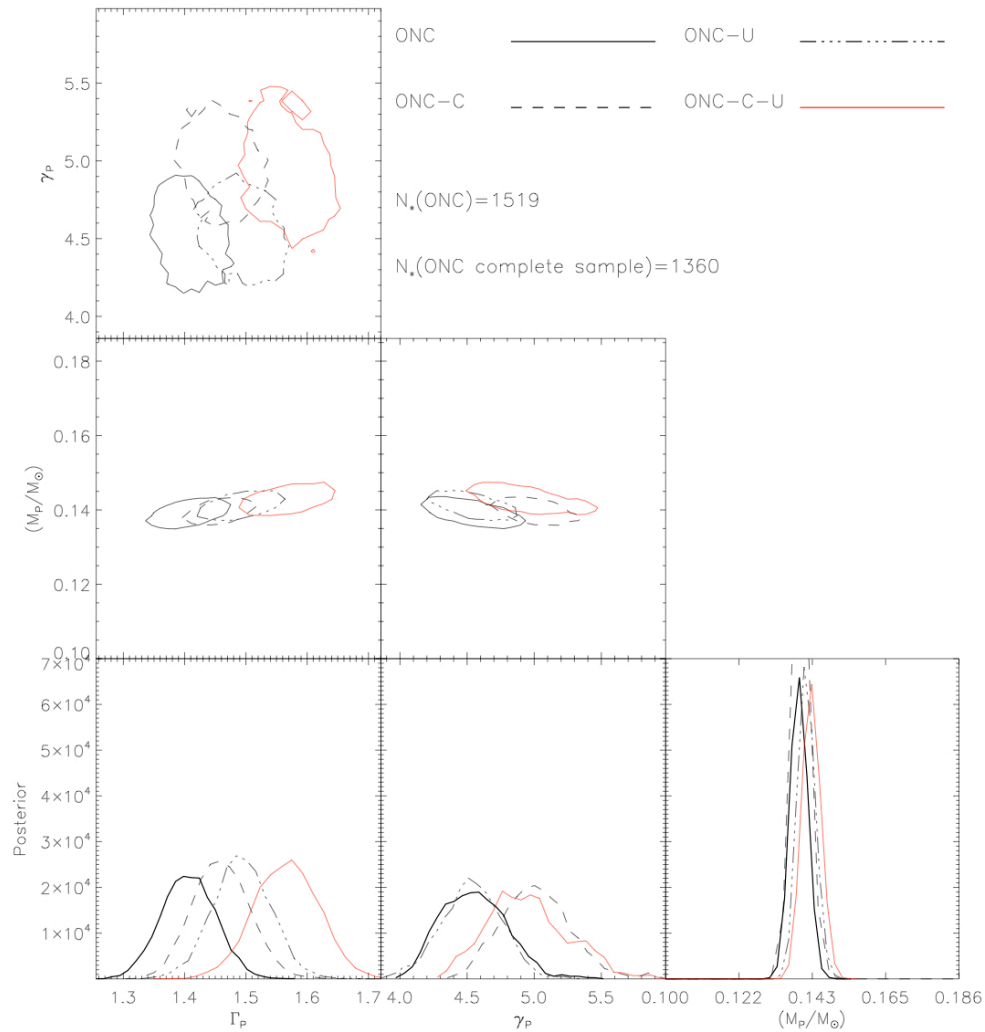 ONC
ONC-U
ONC-C
ONC-C-U
N*(ONC)=1519
N*(ONC complete sample)=1360
γP
5.5
5.0
4.5
4.0
(MP/M⊙)
0.18
0.16
0.14
0.12
0.10
Posterior
7×10⁴
6×10⁴
5×10⁴
4×10⁴
3×10⁴
2×10⁴
1×10⁴
1.3 1.4 1.5 1.6 1.7
4.0 4.5 5.0 5.5
0.100 0.122 0.143 0.165 0.186
ΓP
γP
(MP/M⊙)